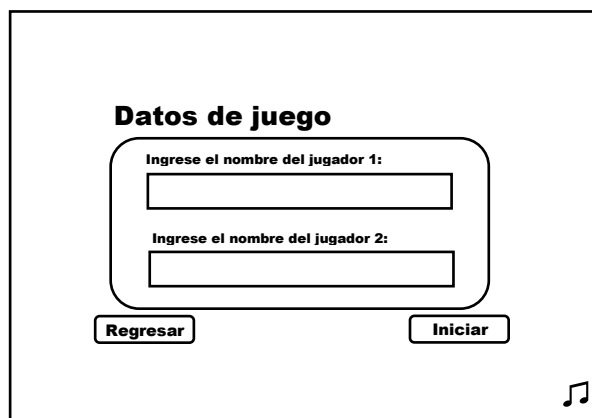 Datos de juego
Ingrese el nombre del jugador 1:
Ingrese el nombre del jugador 2:
Regresar
Iniciar